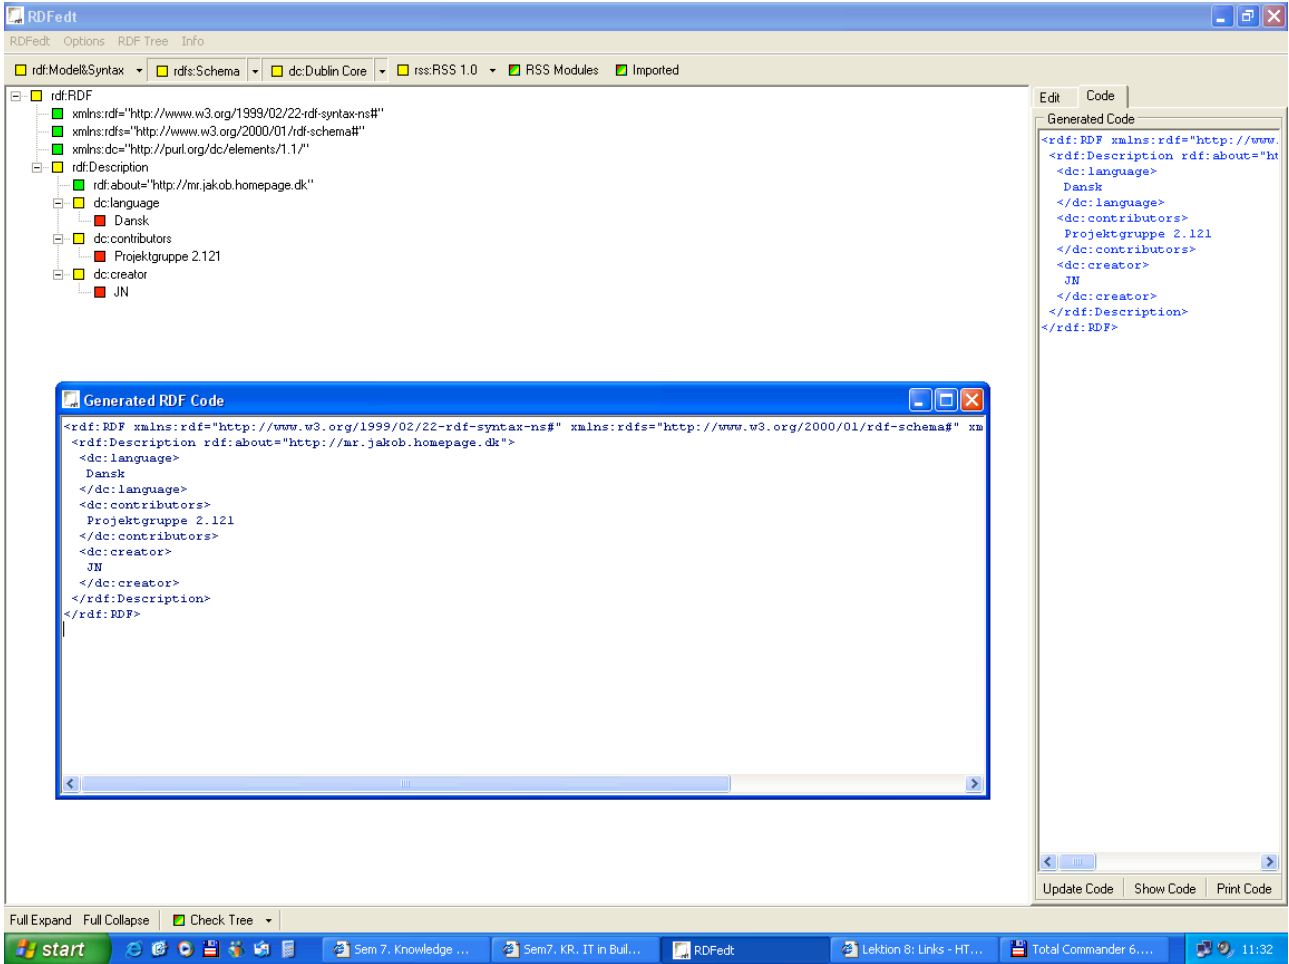 RDFedt
RDFedt Options RDF Tree Info
rdf:Model&Syntax rdfs:Schema dc:Dublin Core rss:RSS 1.0 RSS Modules Imported
rdf:RDF
xmlns:rdf="http://www.w3.org/1999/02/22-rdf-syntax-ns#"
xmlns:rdfs="http://www.w3.org/2000/01/rdf-schema#"
xmlns:dc="http://purl.org/dc/elements/1.1/"
rdf:Description
rdf:about="http://mr.jakob.homepage.dk"
dc:language
Dansk
dc:contributors
Projektgruppe 2.121
dc:creator
JN
Edit Code
Generated Code
<rdf:RDF xmlns:rdf="http://www.
<rdf:Description rdf:about="ht
<dc:language>
Dansk
</dc:language>
<dc:contributors>
Projektgruppe 2.121
</dc:contributors>
<dc:creator>
JN
</dc:creator>
</rdf:Description>
</rdf:RDF>
Generated RDF Code
<rdf:RDF xmlns:rdf="http://www.w3.org/1999/02/22-rdf-syntax-ns#" xmlns:rdfs="http://www.w3.org/2000/01/rdf-schema#" xm
<rdf:Description rdf:about="http://mr.jakob.homepage.dk">
<dc:language>
Dansk
</dc:language>
<dc:contributors>
Projektgruppe 2.121
</dc:contributors>
<dc:creator>
JN
</dc:creator>
</rdf:Description>
</rdf:RDF>
Update Code Show Code Print Code
Full Expand Full Collapse Check Tree
start Sem 7. Knowledge ... Sem7. KR. IT in Buil... RDFedt Lektion 8: Links - HT... Total Commander 6.... 11:32